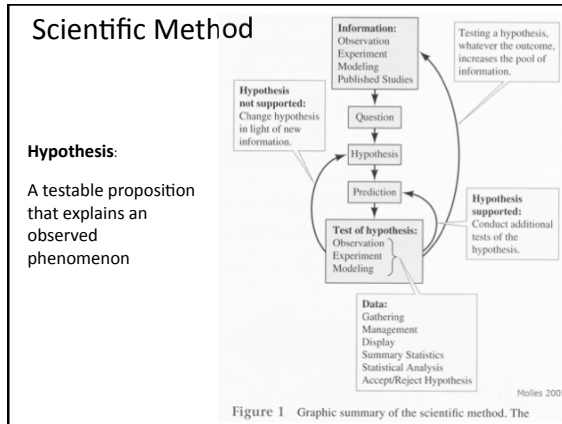 Scientific Method
Hypothesis:
A testable proposition
that explains an
observed
phenomenon
Information:
Observation
Experiment
Modeling
Published Studies
Testing a hypothesis,
whatever the outcome,
increases the pool of
information.
Hypothesis
not supported:
Change hypothesis
in light of new
information.
Question
Hypothesis
Prediction
Hypothesis
supported:
Conduct additional
tests of the
hypothesis.
Test of hypothesis:
Observation
Experiment
Modeling
Data:
Gathering
Management
Display
Summary Statistics
Statistical Analysis
Accept/Reject Hypothesis
Molles
Figure 1 Graphic summary of the scientific method. The